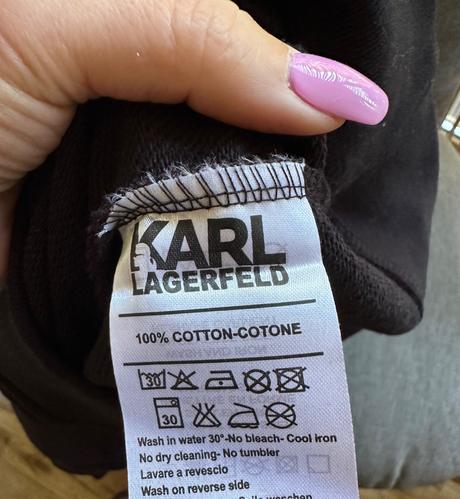 KARL
LAGERFELD
100% COTTON-COTONE
30
30
Wash in water 30°-No bleach- Cool iron
No dry cleaning- No tumbler
Lavare a revescio
Wash on reverse side